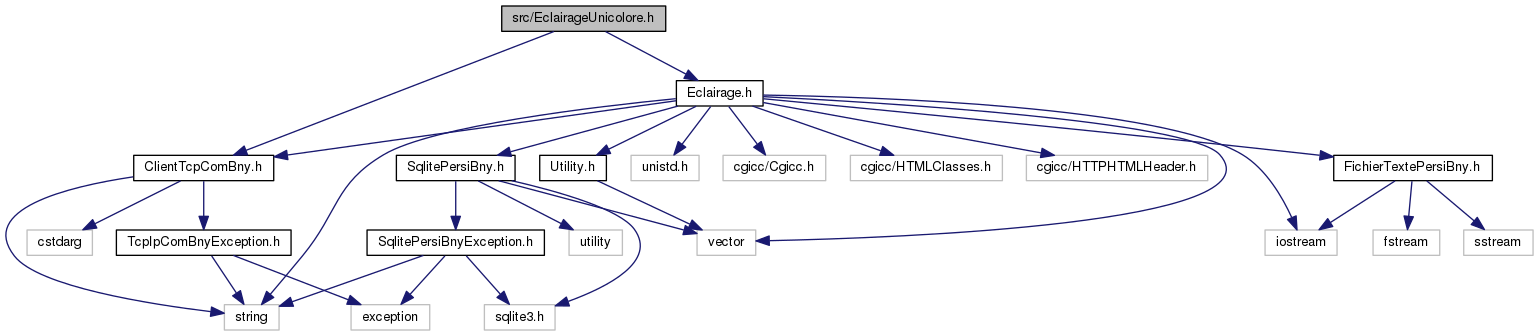 src/EclairageUnicolore.h
Eclairage.h
ClientTcpComBny.h
SqlitePersiBny.h
Utility.h
unistd.h
cgicc/Cgicc.h
cgicc/HTMLClasses.h
cgicc/HTTPHTMLHeader.h
FichierTextePersiBny.h
cstdarg
TcpIpComBnyException.h
SqlitePersiBnyException.h
utility
vector
iostream
fstream
sstream
string
exception
sqlite3.h